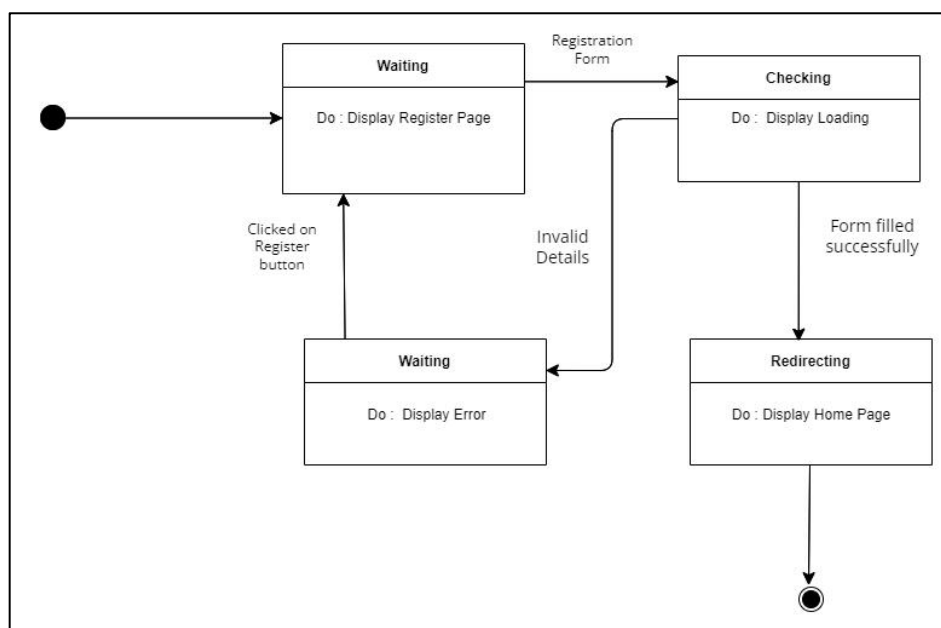 Waiting
Do : Display Register Page
Registration
Form
Checking
Do :  Display Loading
Clicked on
Register
button
Invalid
Details
Form filled
successfully
Waiting
Do :  Display Error
Redirecting
Do : Display Home Page